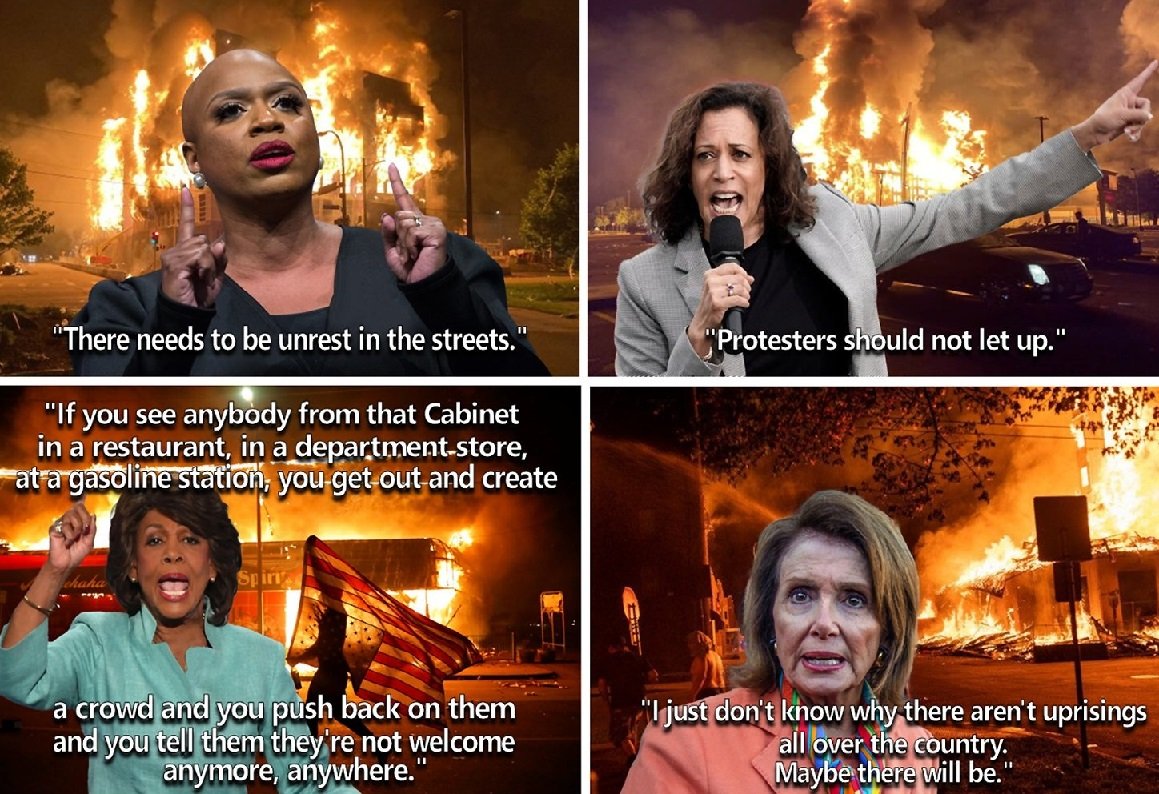 "There needs to be unrest in the streets."
"Protesters should not let up."
"If you see anybody from that Cabinet
in a restaurant, in a department store,
at a gasoline station, you get out and create
Spirit
a crowd and you push back on them
and you tell them they're not welcome
anymore, anywhere."
"I just don't know why there aren't uprisings
all over the country.
Maybe there will be."